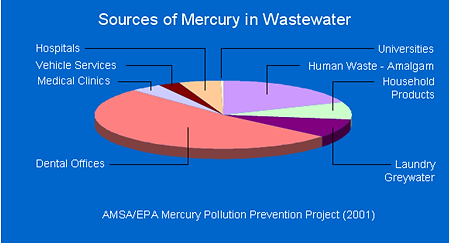 Sources of Mercury in Wastewater
Hospitals
Vehicle Services
Medical Clinics
Dental Offices
Universities
Human Waste - Amalgam
Household
Products
Laundry
Greywater
AMSA/EPA Mercury Pollution Prevention Project (2001)